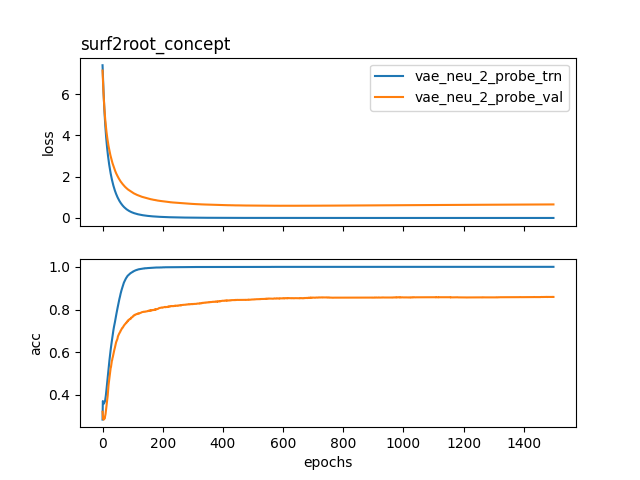 surf2root_concept
6
4
2
0
loss
vae_neu_2_probe_trn
vae_neu_2_probe_val
1.0
0.8
0.6
0.4
acc
0 200 400 600 800 1000 1200 1400
epochs